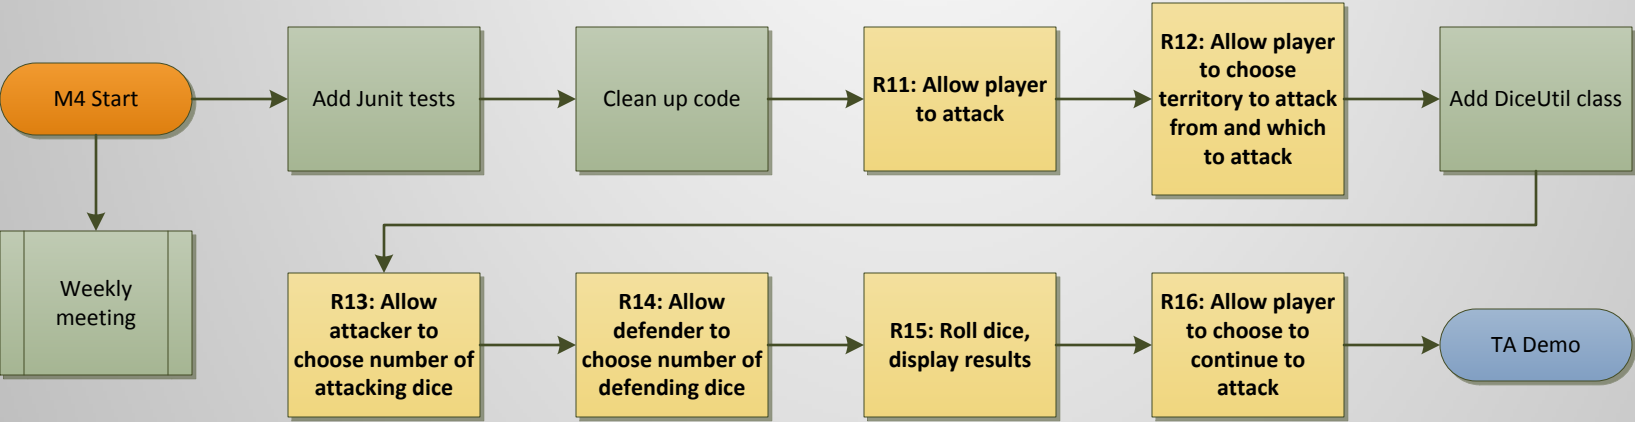 M4 Start
Add Junit tests
Clean up code
R11: Allow player
to attack
R12: Allow player
to choose
territory to attack
from and which
to attack
Add DiceUtil class
Weekly
meeting
R13: Allow
attacker to
choose number of
attacking dice
R14: Allow
defender to
choose number of
defending dice
R15: Roll dice,
display results
R16: Allow player
to choose to
continue to
attack
TA Demo